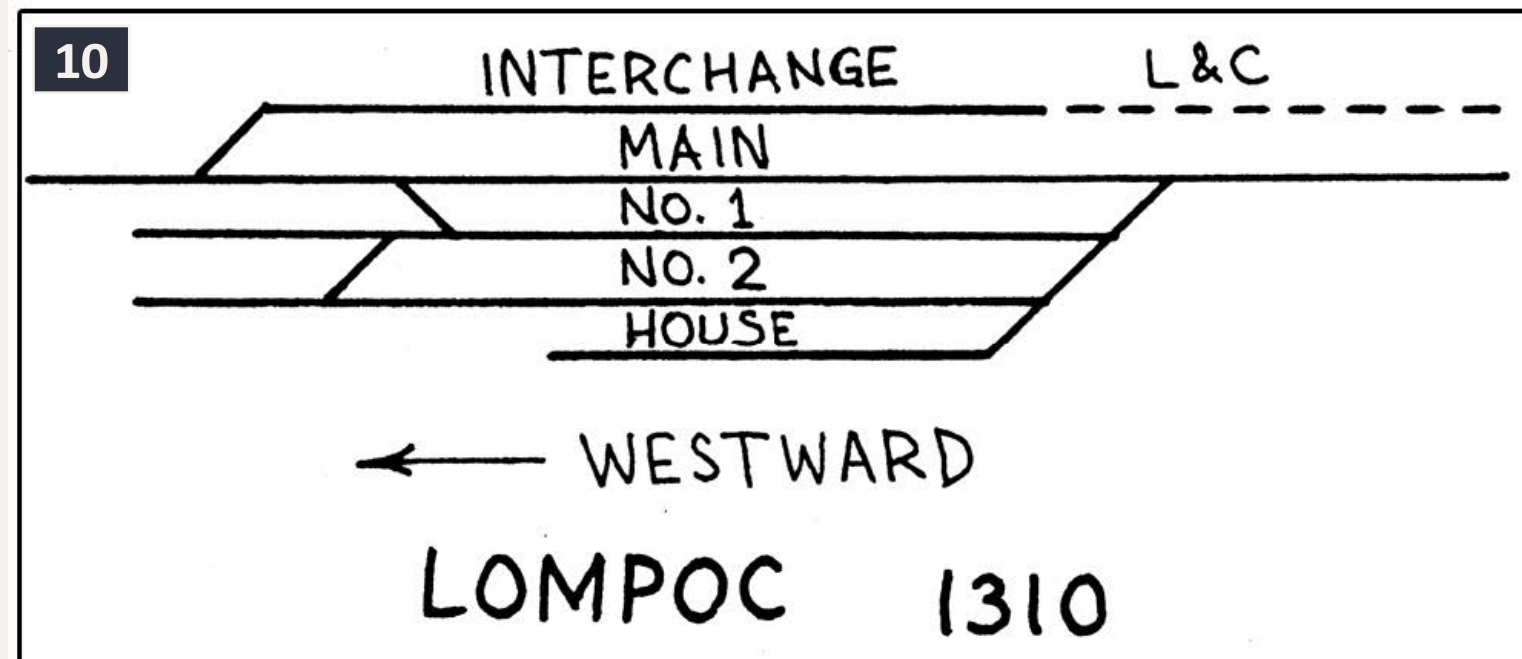 10
INTERCHANGE L&C
MAIN
NO. 1
NO. 2
HOUSE
WESTWARD
LOMPOC 1310